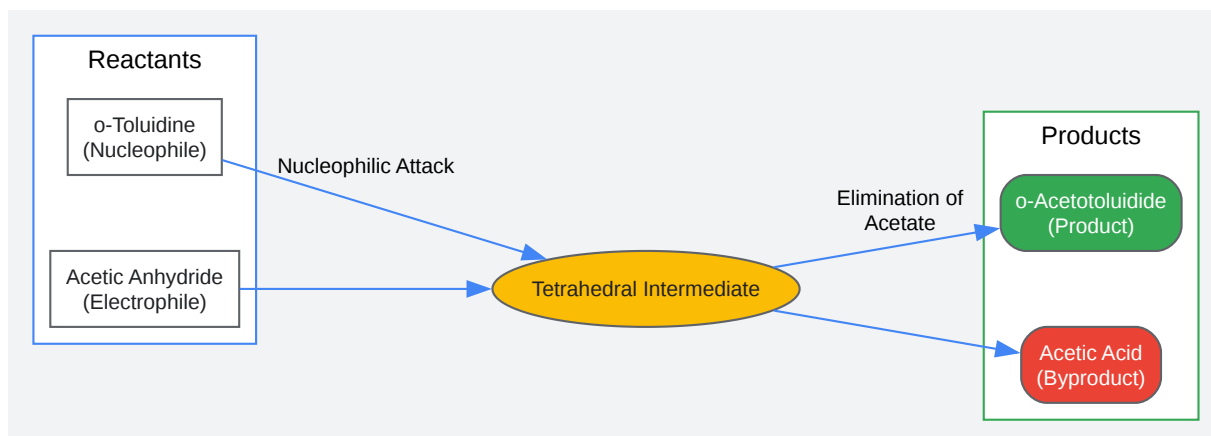 Reactants
o-Toluidine
(Nucleophile)
Acetic Anhydride
(Electrophile)
Nucleophilic Attack
Tetrahedral Intermediate
Elimination of
Acetate
Products
o-Acetotoluidide
(Product)
Acetic Acid
(Byproduct)